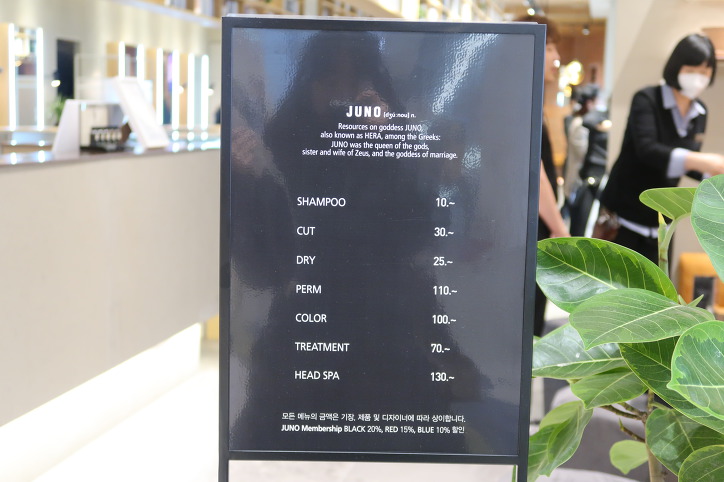 JUNO [dʒú:nou] n.
Resources on goddess JUNO,
also known as HERA, among the Greeks:
JUNO was the queen of the gods,
sister and wife of Zeus, and the goddess of marriage.
SHAMPOO 10.~
CUT 30.~
DRY 25.~
PERM 110.~
COLOR 100.~
TREATMENT 70.~
HEAD SPA 130.~
모든 메뉴의 금액은 기장, 제품 및 디자이너에 따라 상이합니다.
JUNO Membership BLACK 20%, RED 15%, BLUE 10% 할인